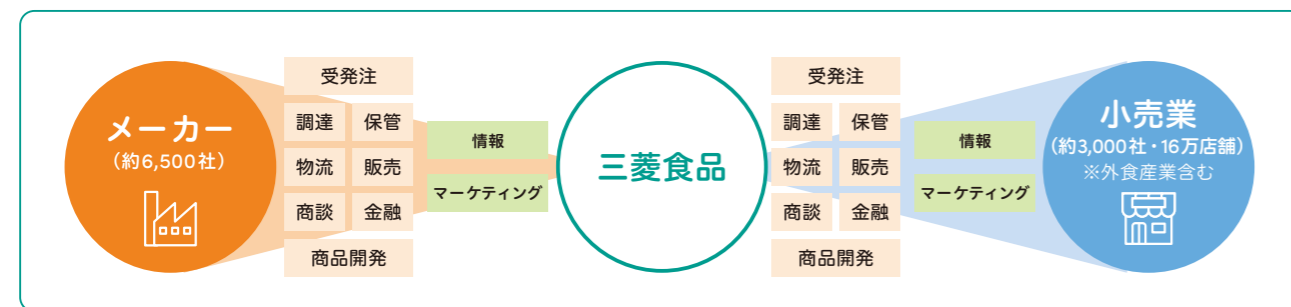 メーカー
(約6,500社)
受発注
調達 保管
物流 販売
商談 金融
商品開発
情報
マーケティング
三菱食品
受発注
調達 保管
物流 販売
商談 金融
商品開発
情報
マーケティング
小売業
(約3,000社・16万店舗)
※外食産業含む